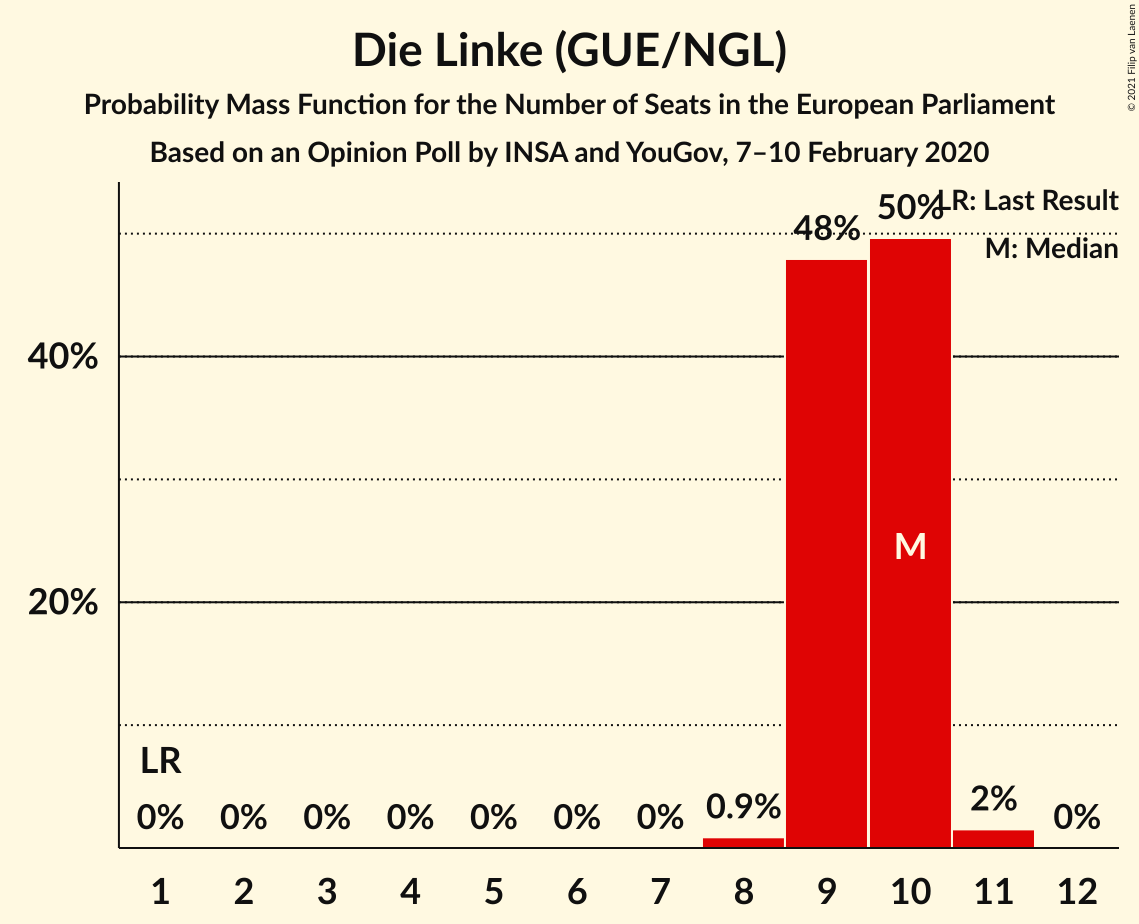 Die Linke (GUE/NGL)
Probability Mass Function for the Number of Seats in the European Parliament
Based on an Opinion Poll by INSA and YouGov, 7–10 February 2020
© 2021 Filip van Laenen
LR: Last Result
M: Median
50%
48%
40%
M
20%
LR
0% 0% 0% 0% 0% 0% 0% 0.9% 2% 0%
1 2 3 4 5 6 7 8 9 10 11 12